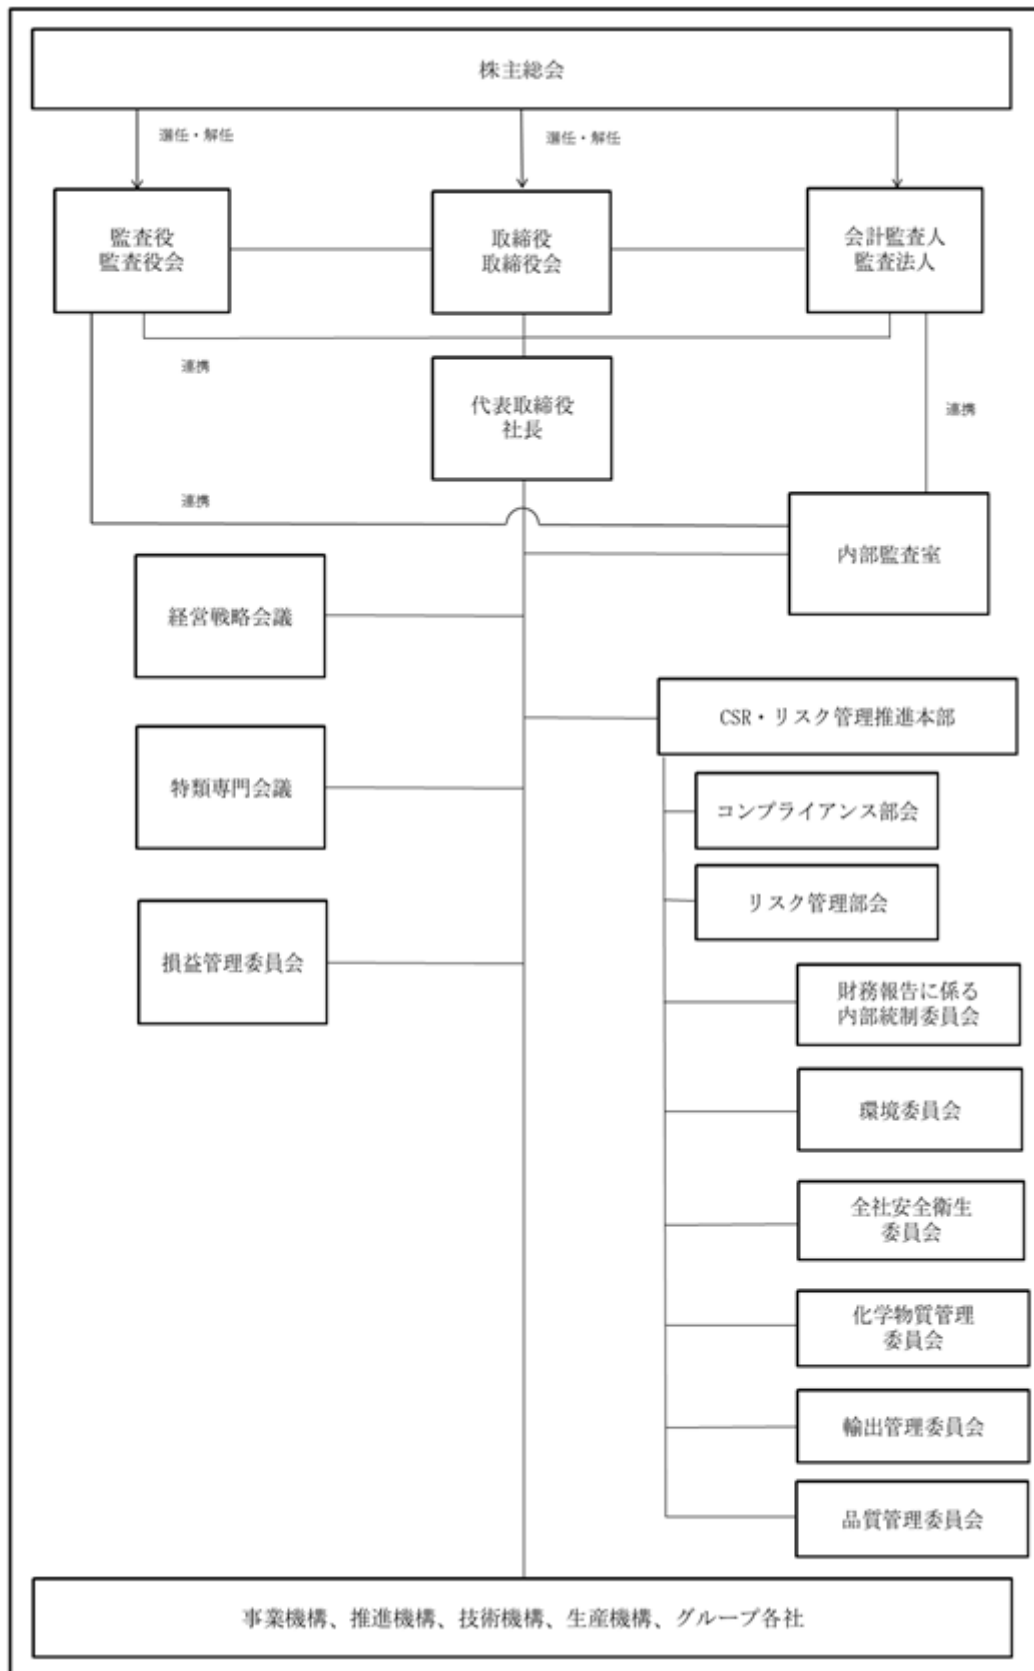 株主総会
選任・解任
選任・解任
監査役
監査役会
取締役
取締役会
会計監査人
監査法人
連携
代表取締役
社長
連携
連携
内部監査室
経営戦略会議
CSR・リスク管理推進本部
特類専門会議
コンプライアンス部会
リスク管理部会
損益管理委員会
財務報告に係る
内部統制委員会
環境委員会
全社安全衛生
委員会
化学物質管理
委員会
輸出管理委員会
品質管理委員会
事業機構、推進機構、技術機構、生産機構、グループ各社